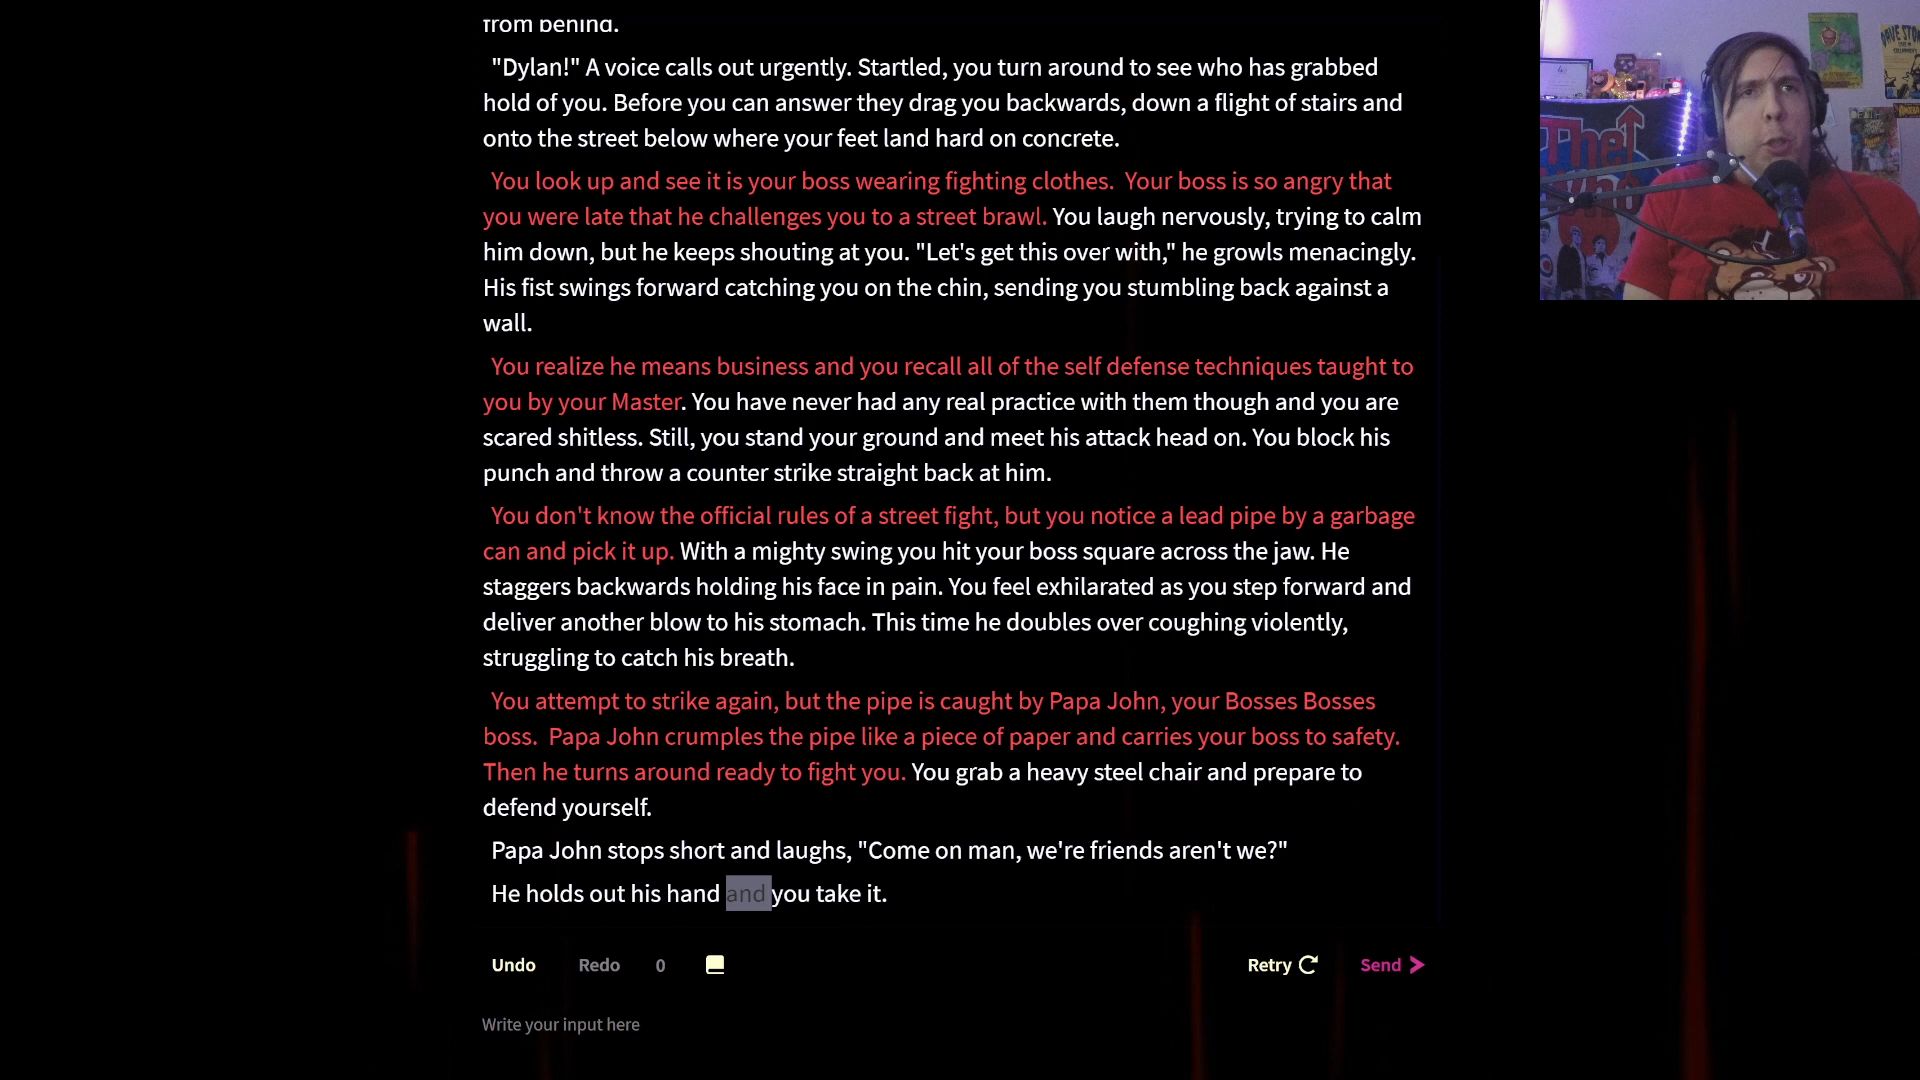 from behind.
"Dylan!" A voice calls out urgently. Startled, you turn around to see who has grabbed
hold of you. Before you can answer they drag you backwards, down a flight of stairs and
onto the street below where your feet land hard on concrete.
You look up and see it is your boss wearing fighting clothes.  Your boss is so angry that
you were late that he challenges you to a street brawl. You laugh nervously, trying to calm
him down, but he keeps shouting at you. "Let's get this over with," he growls menacingly.
His fist swings forward catching you on the chin, sending you stumbling back against a
wall.
You realize he means business and you recall all of the self defense techniques taught to
you by your Master. You have never had any real practice with them though and you are
scared shitless. Still, you stand your ground and meet his attack head on. You block his
punch and throw a counter strike straight back at him.
You don't know the official rules of a street fight, but you notice a lead pipe by a garbage
can and pick it up. With a mighty swing you hit your boss square across the jaw. He
staggers backwards holding his face in pain. You feel exhilarated as you step forward and
deliver another blow to his stomach. This time he doubles over coughing violently,
struggling to catch his breath.
You attempt to strike again, but the pipe is caught by Papa John, your Bosses Bosses
boss.  Papa John crumples the pipe like a piece of paper and carries your boss to safety.
Then he turns around ready to fight you. You grab a heavy steel chair and prepare to
defend yourself.
Papa John stops short and laughs, "Come on man, we're friends aren't we?"
He holds out his hand and you take it.
Undo Redo 0 Retry Send
Write your input here
The